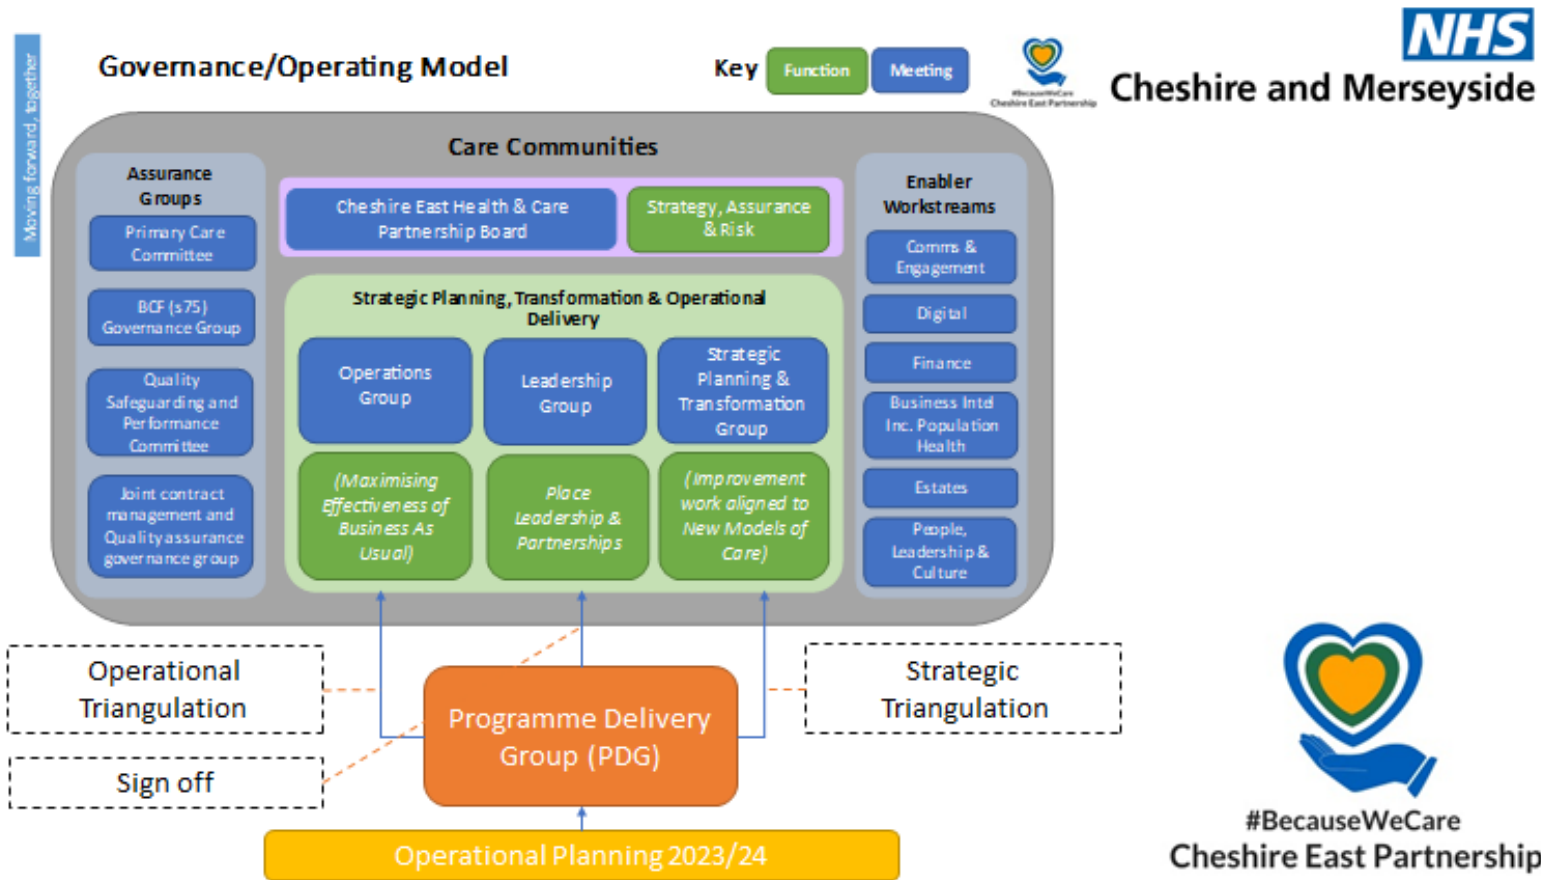 Moving forward, together
Governance/Operating Model
Key
Function
Meeting
#BecauseWeCare
Cheshire East Partnership
NHS
Cheshire and Merseyside
Care Communities
Assurance
Groups
Primary Care
Committee
BCF (s75)
Governance Group
Quality
Safeguarding and
Performance
Committee
Joint contract
management and
Quality assurance
governance group
Cheshire East Health & Care
Partnership Board
Strategy, Assurance
& Risk
Strategic Planning, Transformation & Operational
Delivery
Operations
Group
Leadership
Group
Strategic
Planning &
Transformation
Group
(Maximising
Effectiveness of
Business As
Usual)
Place
Leadership &
Partnerships
(Improvement
work aligned to
New Models of
Care)
Enabler
Workstreams
Comms &
Engagement
Digital
Finance
Business Intel
Inc. Population
Health
Estates
People,
Leadership &
Culture
Operational
Triangulation
Sign off
Programme Delivery
Group (PDG)
Strategic
Triangulation
Operational Planning 2023/24
#BecauseWeCare
Cheshire East Partnership